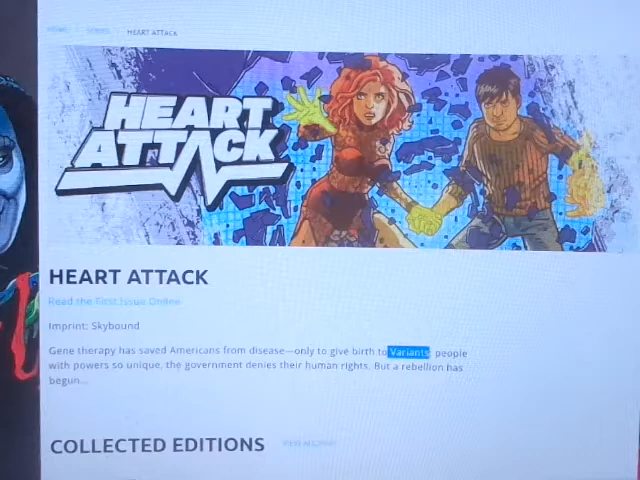 HOME SERIES HEART ATTACK
HEART
ATTACK
HEART ATTACK
Read the First Issue Online
Imprint: Skybound
Gene therapy has saved Americans from disease—only to give birth to Variants, people
with powers so unique, the government denies their human rights. But a rebellion has
begun...
COLLECTED EDITIONS